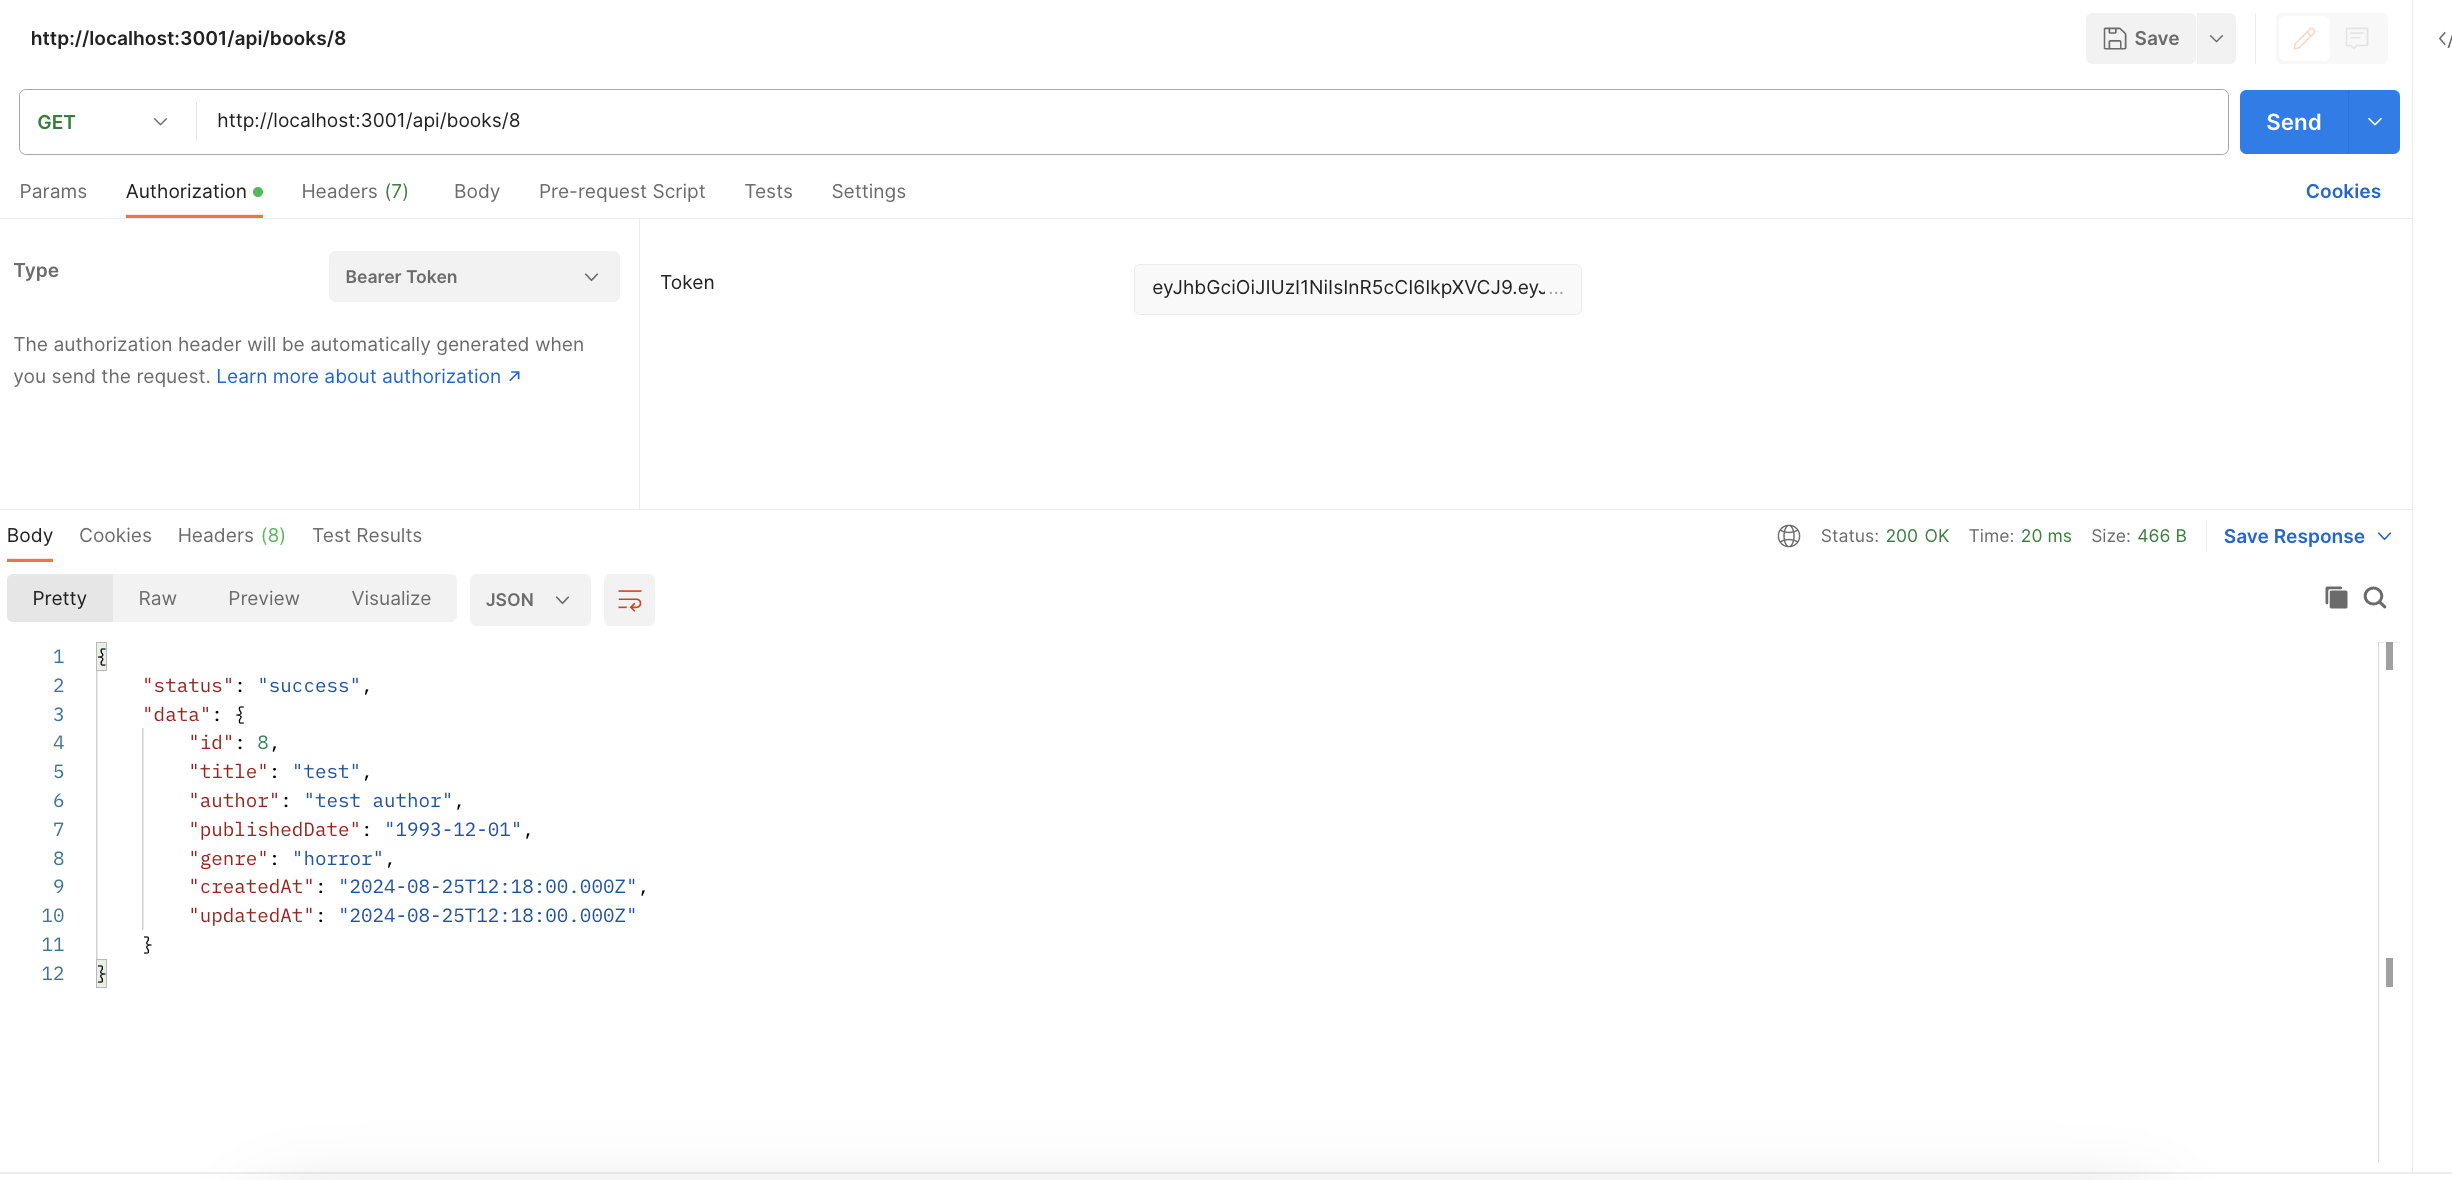 http://localhost:3001/api/books/8
Save
GET
http://localhost:3001/api/books/8
Send
Params Authorization Headers (7) Body Pre-request Script Tests Settings Cookies
Type
Bearer Token
The authorization header will be automatically generated when
you send the request. Learn more about authorization ↗
Token
eyJhbGciOiJIUzI1NiIsInR5cCI6IkpXVCJ9.eyJ...
Body Cookies Headers (8) Test Results
Status: 200 OK Time: 20 ms Size: 466 B Save Response
Pretty Raw Preview Visualize JSON
1 {
2 "status": "success",
3 "data": {
4 "id": 8,
5 "title": "test",
6 "author": "test author",
7 "publishedDate": "1993-12-01",
8 "genre": "horror",
9 "createdAt": "2024-08-25T12:18:00.000Z",
10 "updatedAt": "2024-08-25T12:18:00.000Z"
11 }
12 }